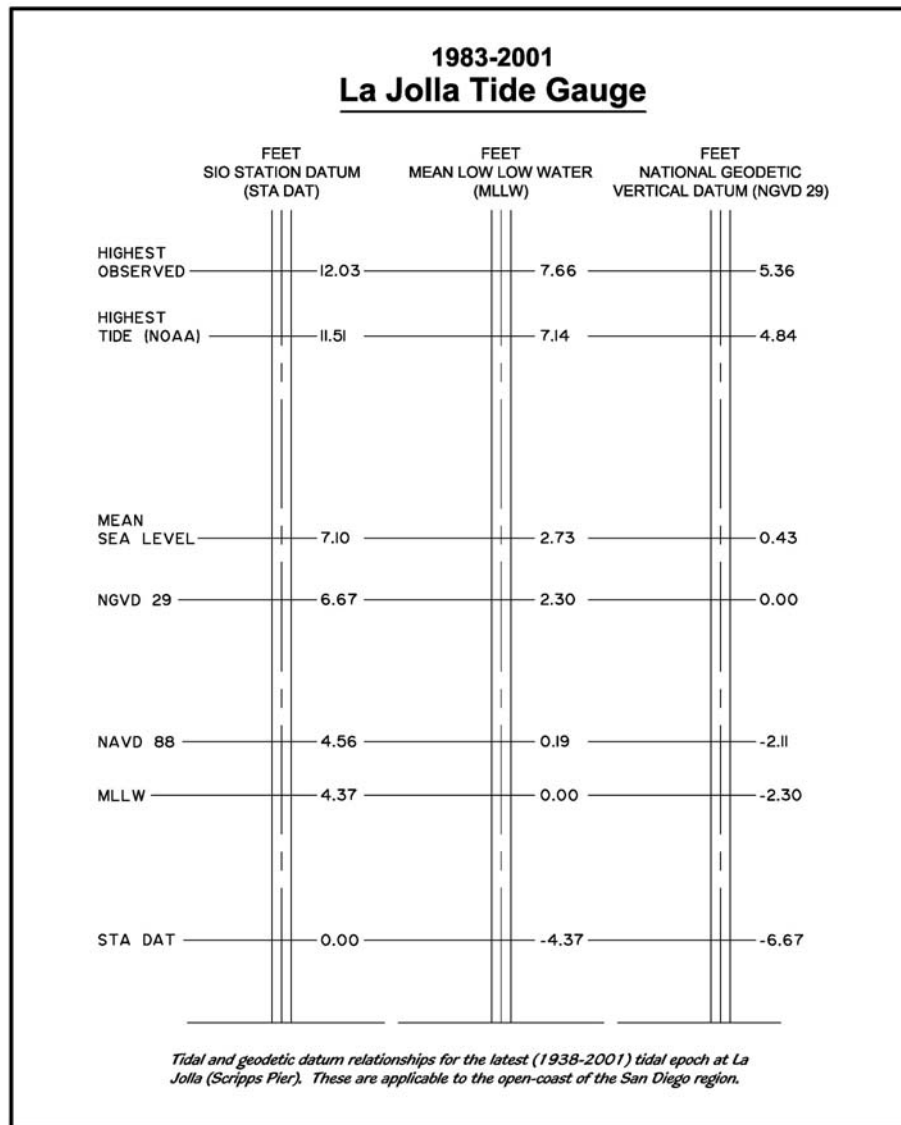 1983-2001
La Jolla Tide Gauge
FEET
SIO STATION DATUM
(STA DAT)
FEET
MEAN LOW LOW WATER
(MLLW)
FEET
NATIONAL GEODETIC
VERTICAL DATUM (NGVD 29)
HIGHEST
OBSERVED 12.03 7.66 5.36
HIGHEST
TIDE (NOAA) 11.51 7.14 4.84
MEAN
SEA LEVEL 7.10 2.73 0.43
NGVD 29 6.67 2.30 0.00
NAVD 88 4.56 0.19 -2.11
MLLW 4.37 0.00 -2.30
STA DAT 0.00 -4.37 -6.67
Tidal and geodetic datum relationships for the latest (1938-2001) tidal epoch at La
Jolla (Scripps Pier). These are applicable to the open-coast of the San Diego region.